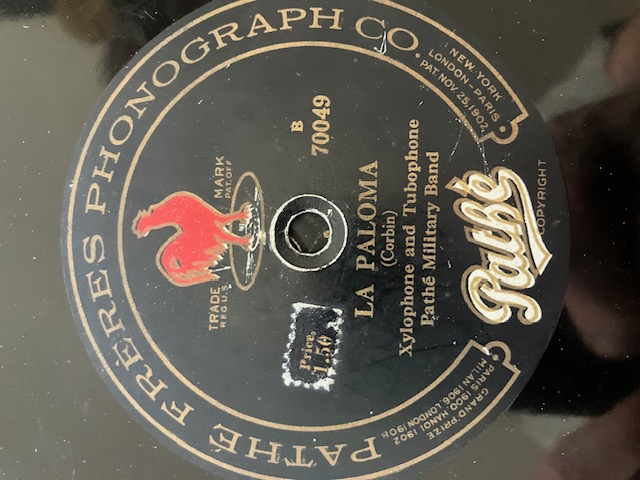 PATHÉ FRÈRES PHONOGRAPH CO.
NEW YORK
LONDON-PARIS
PAT. NOV 25, 1902
TRADE MARK
REG. U.S. PAT. OFF
B
70049
Price,
1.50
LA PALOMA
(Corbin)
Xylophone and Tubophone
Pathé Military Band
Pathé
COPYRIGHT
GRAND PRIZE
PARIS 1900, HANOI 1902
MILAN 1906, LONDON 1908